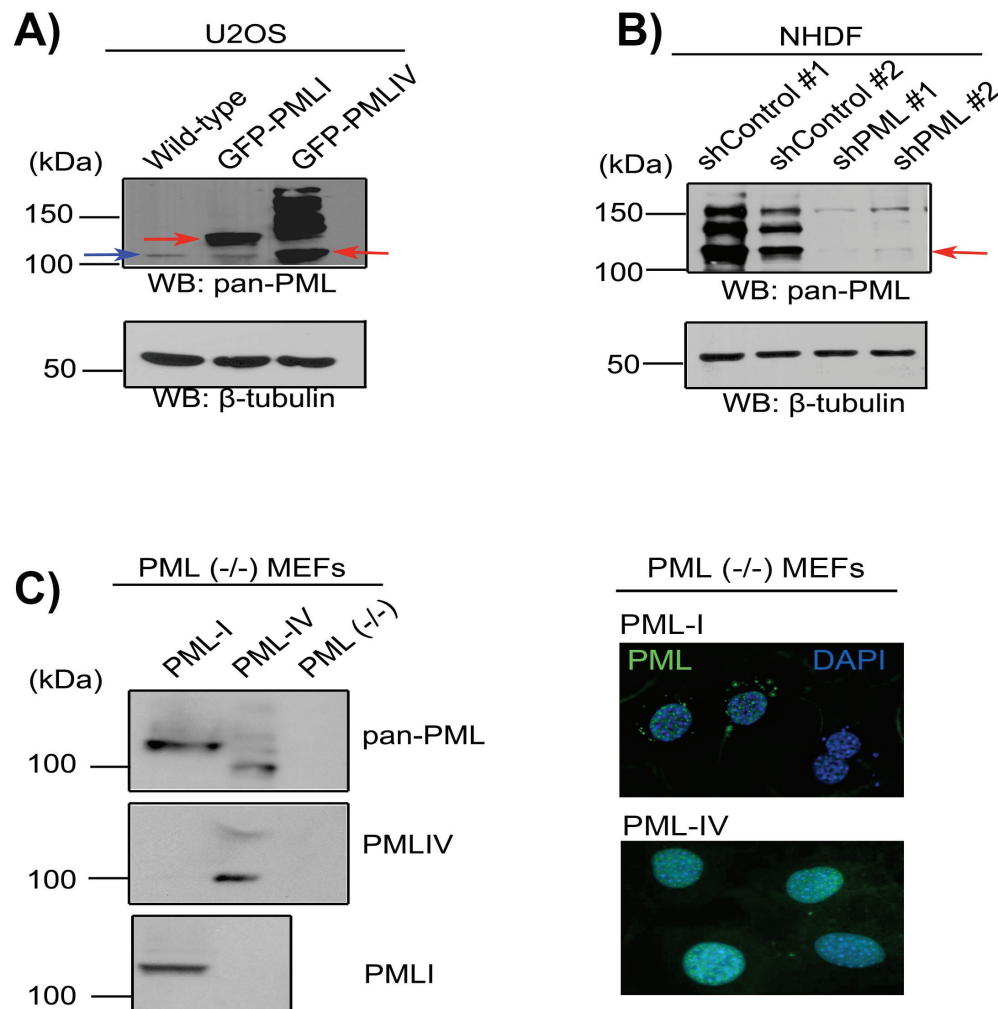 A)
U2OS
Wild-type
GFP-PMLI
GFP-PMLIV
(kDa)
150
100
WB: pan-PML
50
WB: β-tubulin
B)
NHDF
shControl #1
shControl #2
shPML #1
shPML #2
(kDa)
150
100
WB: pan-PML
50
WB: β-tubulin
C)
PML (-/-) MEFs
PML-I
PML-IV
PML (-/-)
(kDa)
100
pan-PML
100
PMLIV
100
PMLI
PML (-/-) MEFs
PML-I
PML DAPI
PML-IV